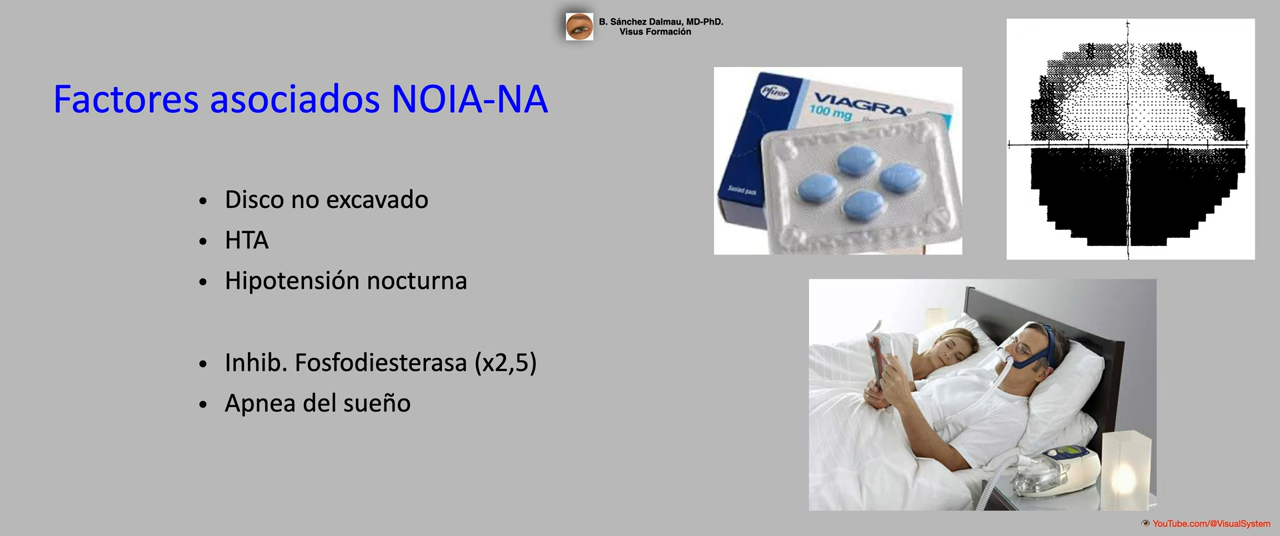 B. Sánchez Dalmau, MD-PhD.
Visus Formación
Factores asociados NOIA-NA
• Disco no excavado
• HTA
• Hipotensión nocturna
• Inhib. Fosfodiesterasa (x2,5)
• Apnea del sueño
Pfizer
VIAGRA
100 mg
YouTube.com/@VisualSystem